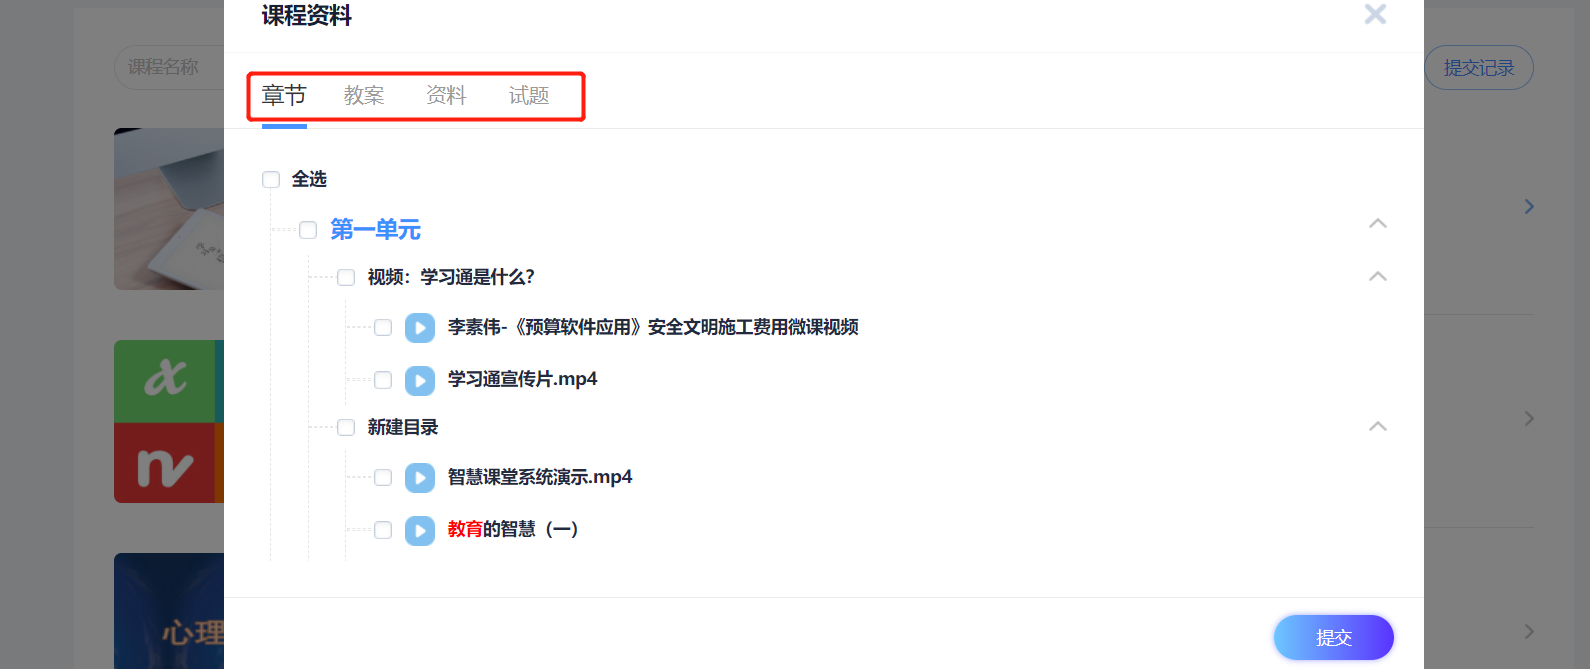 课程资料
课程名称
提交记录
章节 教案 资料 试题
全选
第一单元
视频：学习通是什么？
李素伟-《预算软件应用》安全文明施工费用微课视频
学习通宣传片.mp4
新建目录
智慧课堂系统演示.mp4
教育的智慧（一）
心理
提交